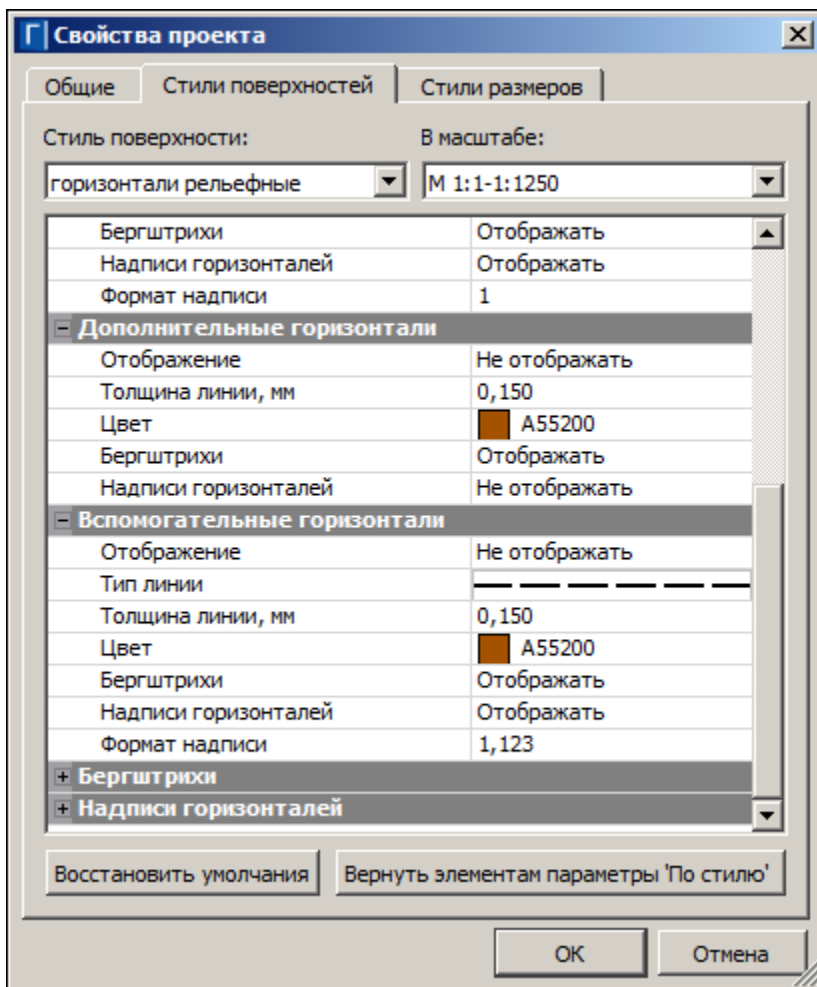 Г Свойства проекта
Общие Стили поверхностей Стили размеров
Стиль поверхности: В масштабе:
горизонтали рельефные М 1:1-1:1250
Бергштрихи Отображать
Надписи горизонталей Отображать
Формат надписи 1
Дополнительные горизонтали
Отображение Не отображать
Толщина линии, мм 0,150
Цвет A55200
Бергштрихи Отображать
Надписи горизонталей Не отображать
Вспомогательные горизонтали
Отображение Не отображать
Тип линии
Толщина линии, мм 0,150
Цвет A55200
Бергштрихи Отображать
Надписи горизонталей Отображать
Формат надписи 1,123
Бергштрихи
Надписи горизонталей
Восстановить умолчания Вернуть элементам параметры 'По стилю'
ОК Отмена